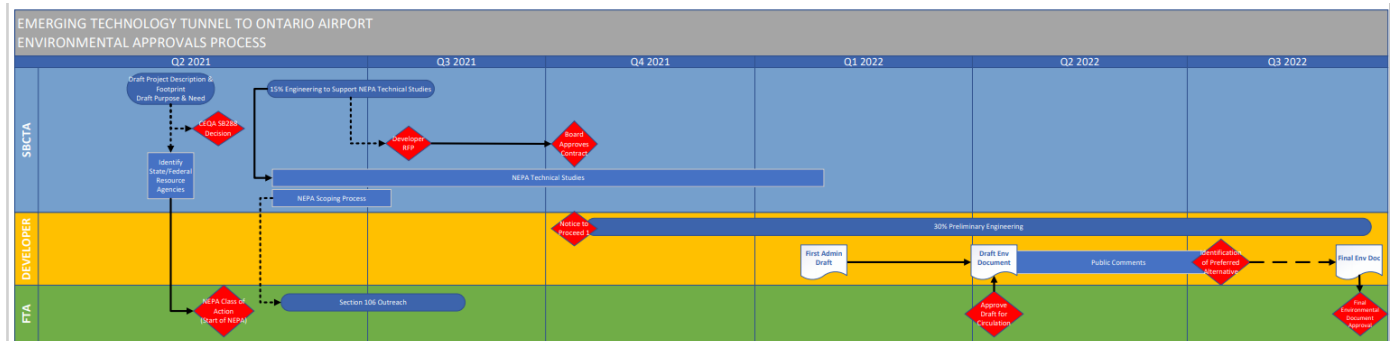 EMERGING TECHNOLOGY TUNNEL TO ONTARIO AIRPORT
ENVIRONMENTAL APPROVALS PROCESS
Q2 2021
Q3 2021
Q4 2021
Q1 2022
Q2 2022
Q3 2022
SBCTA
Draft Project Description &
Footprint
Draft Purpose & Need
15% Engineering to Support NEPA Technical Studies
CEQA SB288
Decision
Developer
RFP
Board
Approves
Contract
Identify
State/Federal
Resource
Agencies
NEPA Technical Studies
NEPA Scoping Process
DEVELOPER
Notice to
Proceed 1
30% Preliminary Engineering
First Admin
Draft
Draft Env
Document
Public Comments
Identification
of Preferred
Alternative
Final Env Doc
FTA
NEPA Class of
Action
(Start of NEPA)
Section 106 Outreach
Approve
Draft for
Circulation
Final
Environmental
Document
Approval